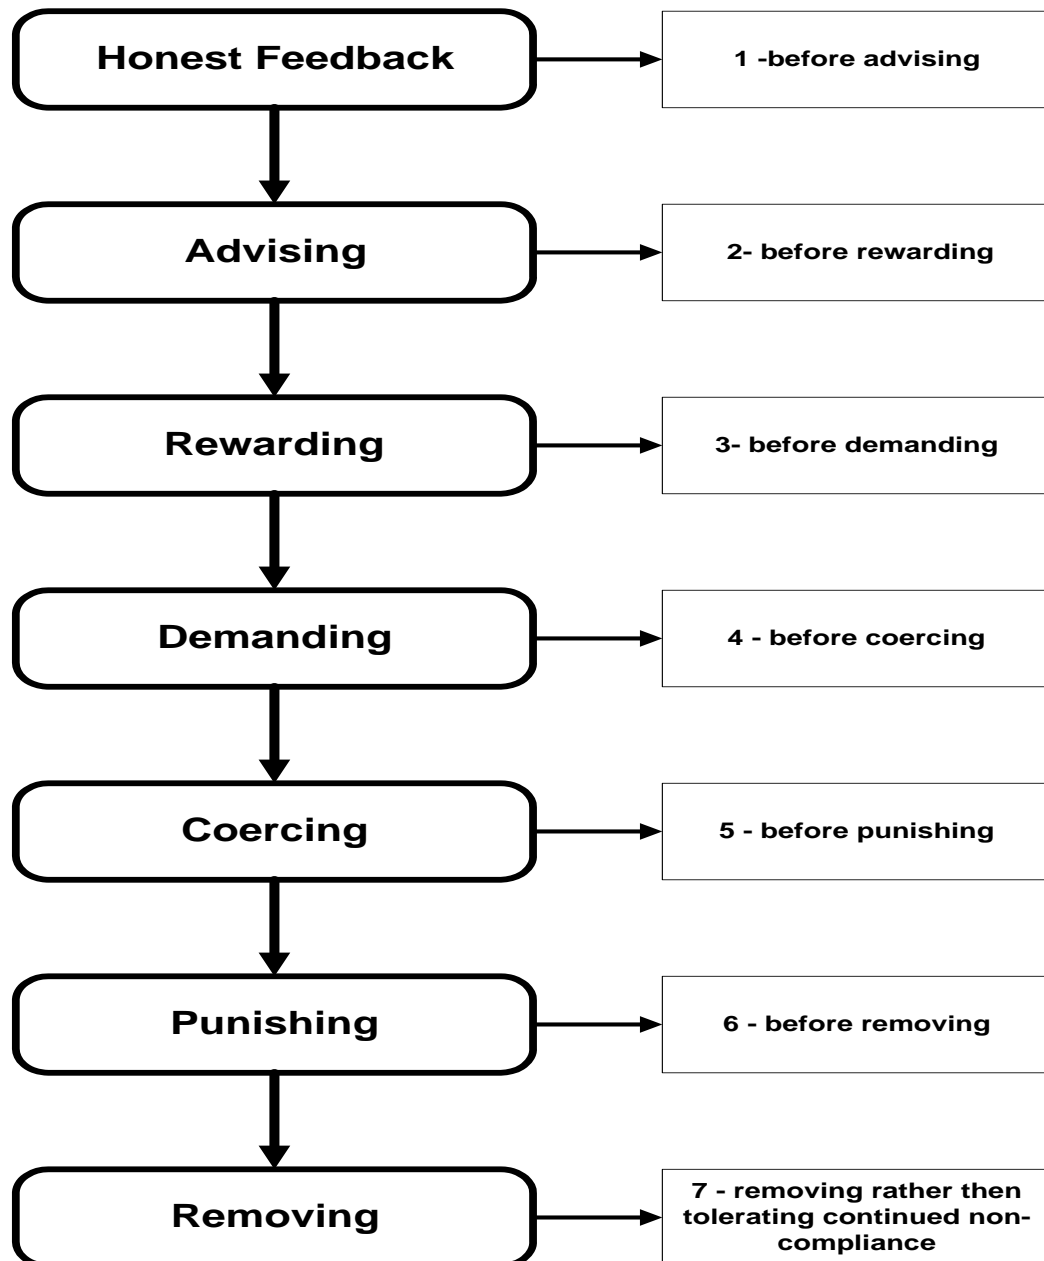 Honest Feedback
1 -before advising
Advising
2- before rewarding
Rewarding
3- before demanding
Demanding
4 - before coercing
Coercing
5 - before punishing
Punishing
6 - before removing
Removing
7 - removing rather then
tolerating continued non-
compliance